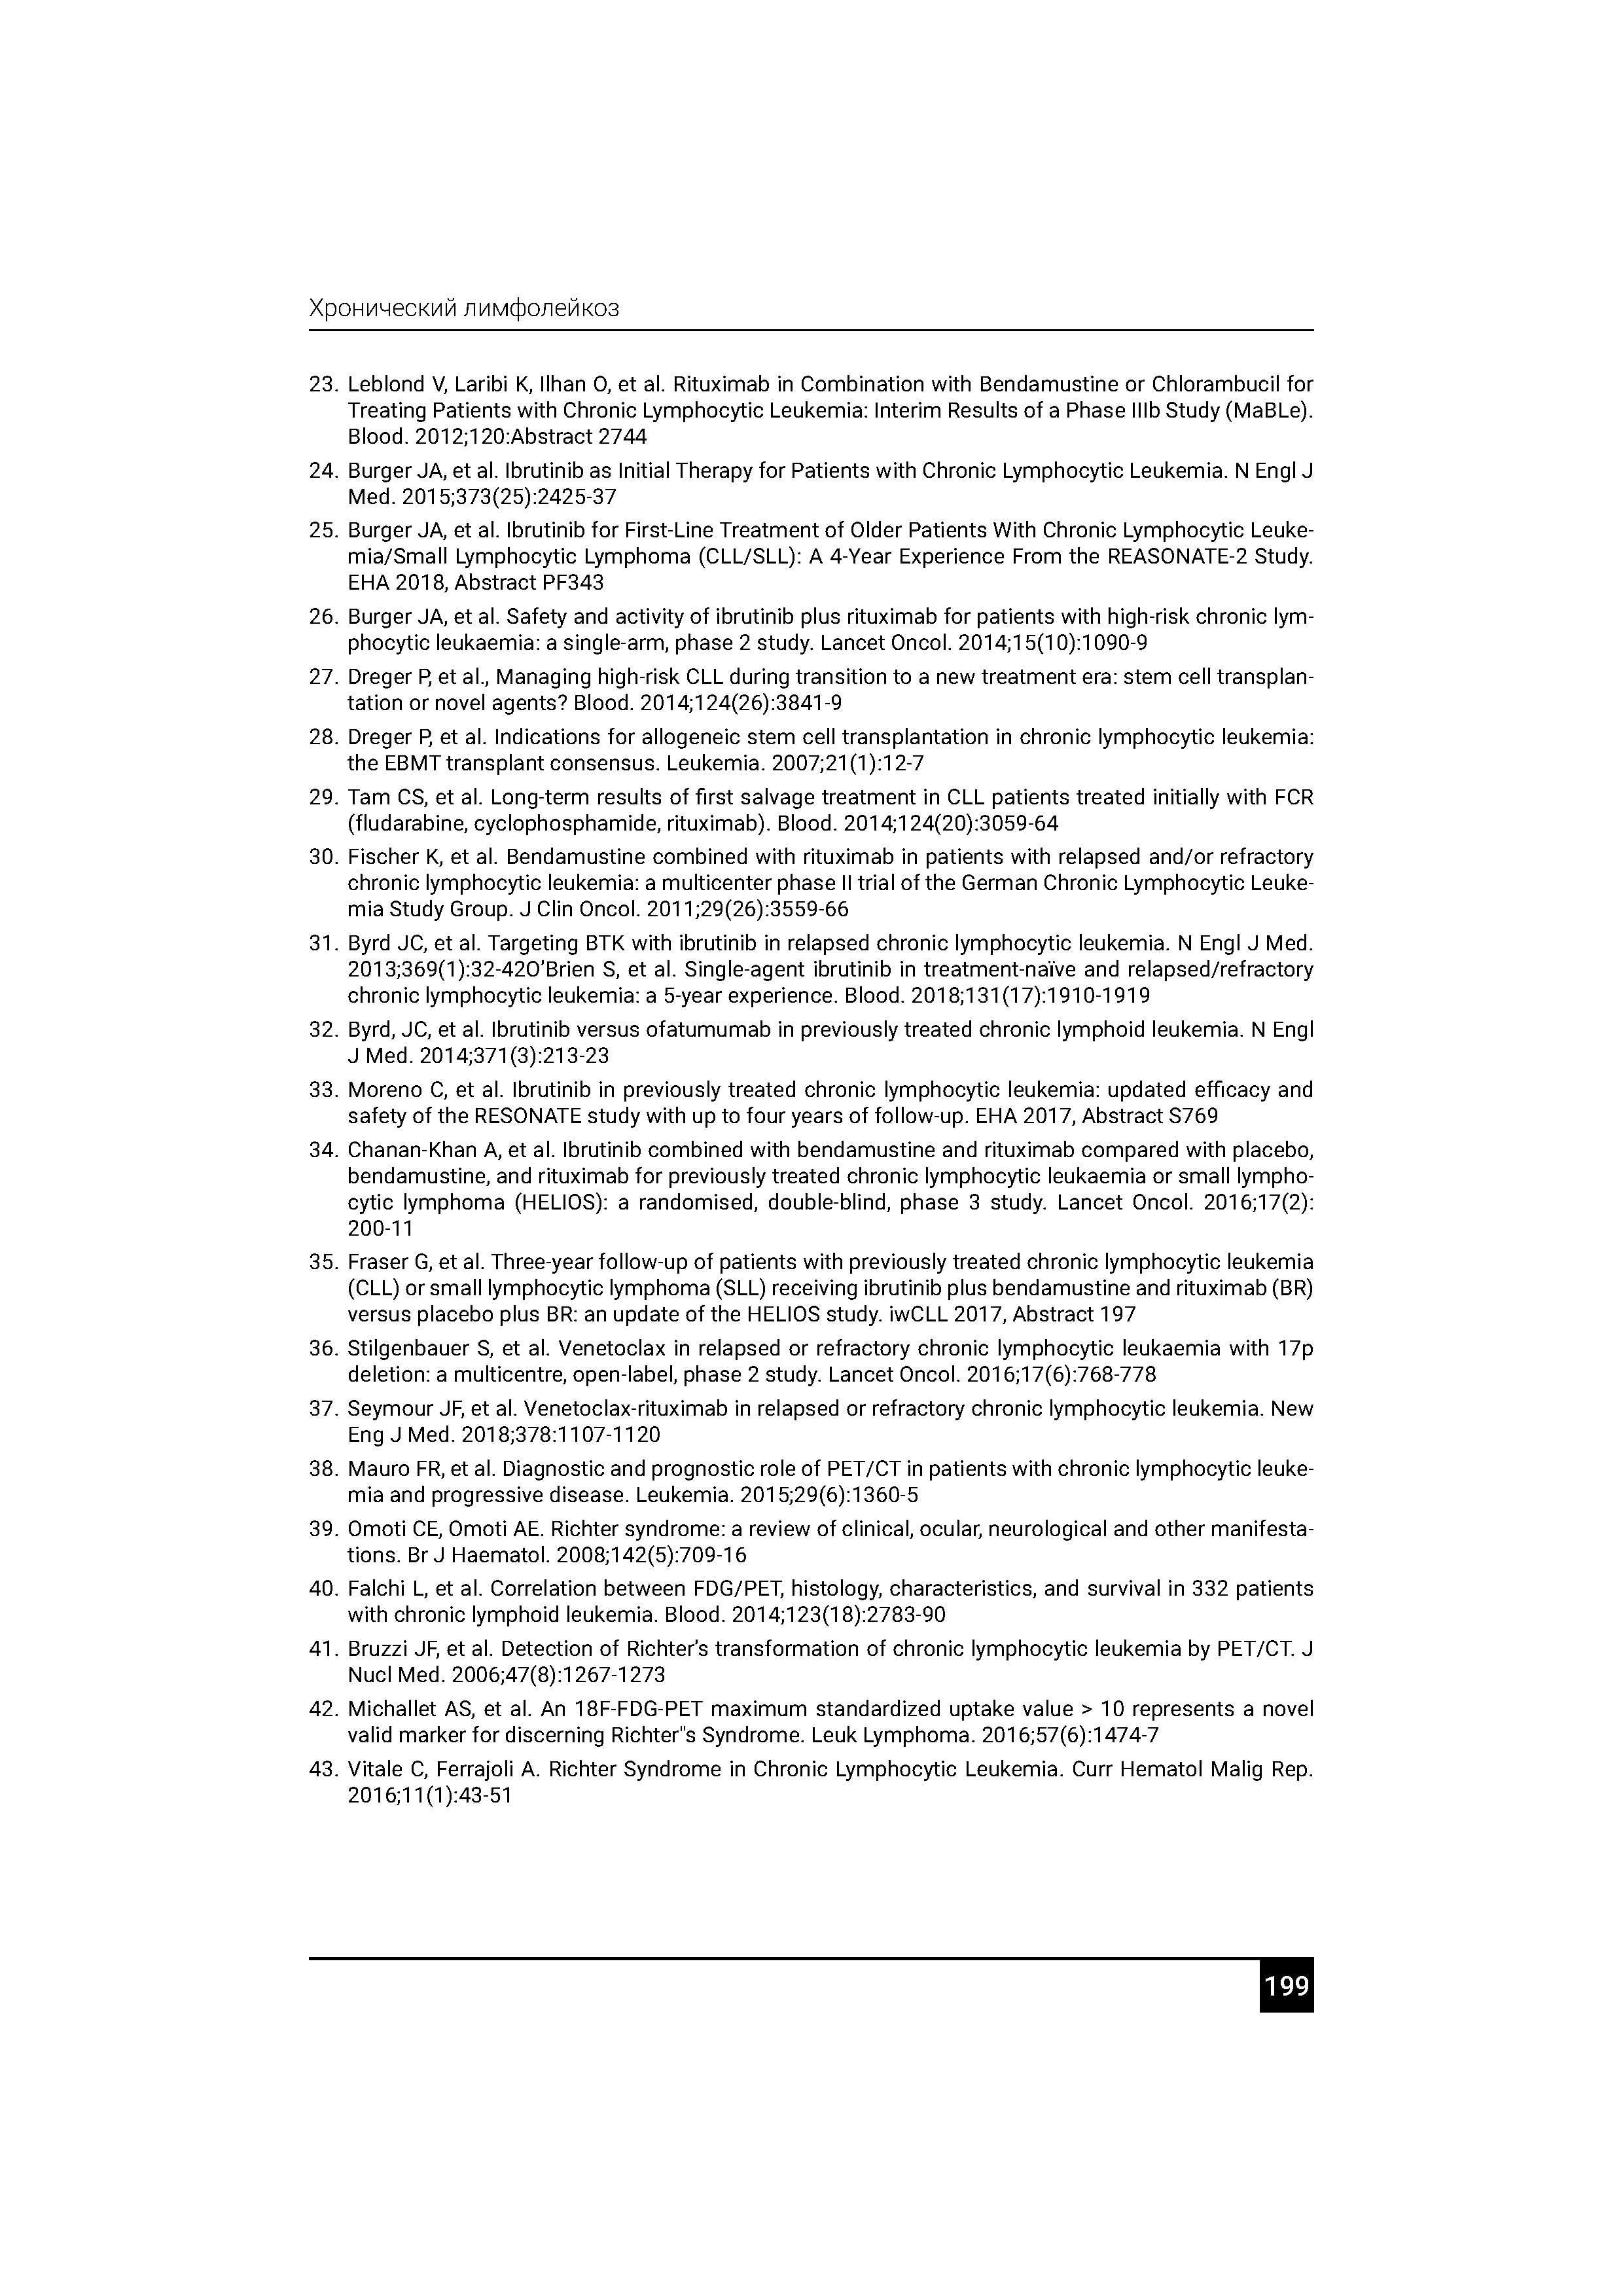 Хронический лимфолейкоз
23. Leblond V, Laribi K, Ilhan O, et al. Rituximab in Combination with Bendamustine or Chlorambucil for
Treating Patients with Chronic Lymphocytic Leukemia: Interim Results of a Phase IIIb Study (MaBLe).
Blood. 2012;120:Abstract 2744
24. Burger JA, et al. Ibrutinib as Initial Therapy for Patients with Chronic Lymphocytic Leukemia. N Engl J
Med. 2015;373(25):2425-37
25. Burger JA, et al. Ibrutinib for First-Line Treatment of Older Patients With Chronic Lymphocytic Leuke-
mia/Small Lymphocytic Lymphoma (CLL/SLL): A 4-Year Experience From the REASONATE-2 Study.
EHA 2018, Abstract PF343
26. Burger JA, et al. Safety and activity of ibrutinib plus rituximab for patients with high-risk chronic lym-
phocytic leukaemia: a single-arm, phase 2 study. Lancet Oncol. 2014;15(10):1090-9
27. Dreger P, et al., Managing high-risk CLL during transition to a new treatment era: stem cell transplan-
tation or novel agents? Blood. 2014;124(26):3841-9
28. Dreger P, et al. Indications for allogeneic stem cell transplantation in chronic lymphocytic leukemia:
the EBMT transplant consensus. Leukemia. 2007;21(1):12-7
29. Tam CS, et al. Long-term results of first salvage treatment in CLL patients treated initially with FCR
(fludarabine, cyclophosphamide, rituximab). Blood. 2014;124(20):3059-64
30. Fischer K, et al. Bendamustine combined with rituximab in patients with relapsed and/or refractory
chronic lymphocytic leukemia: a multicenter phase II trial of the German Chronic Lymphocytic Leuke-
mia Study Group. J Clin Oncol. 2011;29(26):3559-66
31. Byrd JC, et al. Targeting BTK with ibrutinib in relapsed chronic lymphocytic leukemia. N Engl J Med.
2013;369(1):32-42O'Brien S, et al. Single-agent ibrutinib in treatment-naïve and relapsed/refractory
chronic lymphocytic leukemia: a 5-year experience. Blood. 2018;131(17):1910-1919
32. Byrd, JC, et al. Ibrutinib versus ofatumumab in previously treated chronic lymphoid leukemia. N Engl
J Med. 2014;371(3):213-23
33. Moreno C, et al. Ibrutinib in previously treated chronic lymphocytic leukemia: updated efficacy and
safety of the RESONATE study with up to four years of follow-up. EHA 2017, Abstract S769
34. Chanan-Khan A, et al. Ibrutinib combined with bendamustine and rituximab compared with placebo,
bendamustine, and rituximab for previously treated chronic lymphocytic leukaemia or small lympho-
cytic lymphoma (HELIOS): a randomised, double-blind, phase 3 study. Lancet Oncol. 2016;17(2):
200-11
35. Fraser G, et al. Three-year follow-up of patients with previously treated chronic lymphocytic leukemia
(CLL) or small lymphocytic lymphoma (SLL) receiving ibrutinib plus bendamustine and rituximab (BR)
versus placebo plus BR: an update of the HELIOS study. iwCLL 2017, Abstract 197
36. Stilgenbauer S, et al. Venetoclax in relapsed or refractory chronic lymphocytic leukaemia with 17p
deletion: a multicentre, open-label, phase 2 study. Lancet Oncol. 2016;17(6):768-778
37. Seymour JF, et al. Venetoclax-rituximab in relapsed or refractory chronic lymphocytic leukemia. New
Eng J Med. 2018;378:1107-1120
38. Mauro FR, et al. Diagnostic and prognostic role of PET/CT in patients with chronic lymphocytic leuke-
mia and progressive disease. Leukemia. 2015;29(6):1360-5
39. Omoti CE, Omoti AE. Richter syndrome: a review of clinical, ocular, neurological and other manifesta-
tions. Br J Haematol. 2008;142(5):709-16
40. Falchi L, et al. Correlation between FDG/PET, histology, characteristics, and survival in 332 patients
with chronic lymphoid leukemia. Blood. 2014;123(18):2783-90
41. Bruzzi JF, et al. Detection of Richter's transformation of chronic lymphocytic leukemia by PET/CT. J
Nucl Med. 2006;47(8):1267-1273
42. Michallet AS, et al. An 18F-FDG-PET maximum standardized uptake value > 10 represents a novel
valid marker for discerning Richter"s Syndrome. Leuk Lymphoma. 2016;57(6):1474-7
43. Vitale C, Ferrajoli A. Richter Syndrome in Chronic Lymphocytic Leukemia. Curr Hematol Malig Rep.
2016;11(1):43-51
199